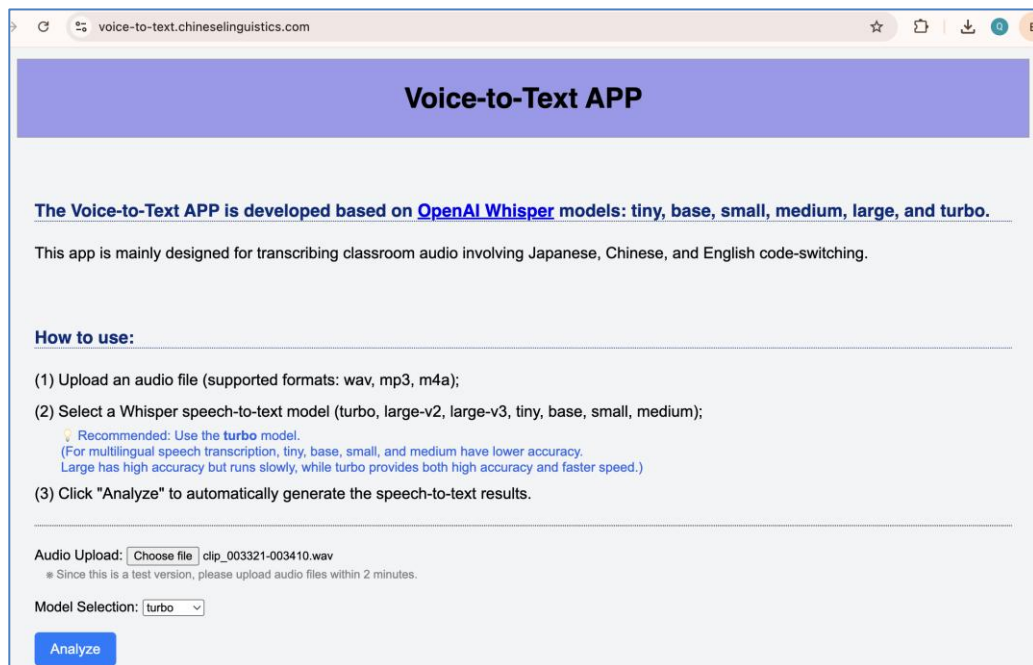 voice-to-text.chineselinguistics.com
Q
Voice-to-Text APP
The Voice-to-Text APP is developed based on OpenAI Whisper models: tiny, base, small, medium, large, and turbo.
This app is mainly designed for transcribing classroom audio involving Japanese, Chinese, and English code-switching.
How to use:
(1) Upload an audio file (supported formats: wav, mp3, m4a);
(2) Select a Whisper speech-to-text model (turbo, large-v2, large-v3, tiny, base, small, medium);
💡 Recommended: Use the turbo model.
(For multilingual speech transcription, tiny, base, small, and medium have lower accuracy.
Large has high accuracy but runs slowly, while turbo provides both high accuracy and faster speed.)
(3) Click "Analyze" to automatically generate the speech-to-text results.
Audio Upload: Choose file clip_003321-003410.wav
※ Since this is a test version, please upload audio files within 2 minutes.
Model Selection: turbo
Analyze